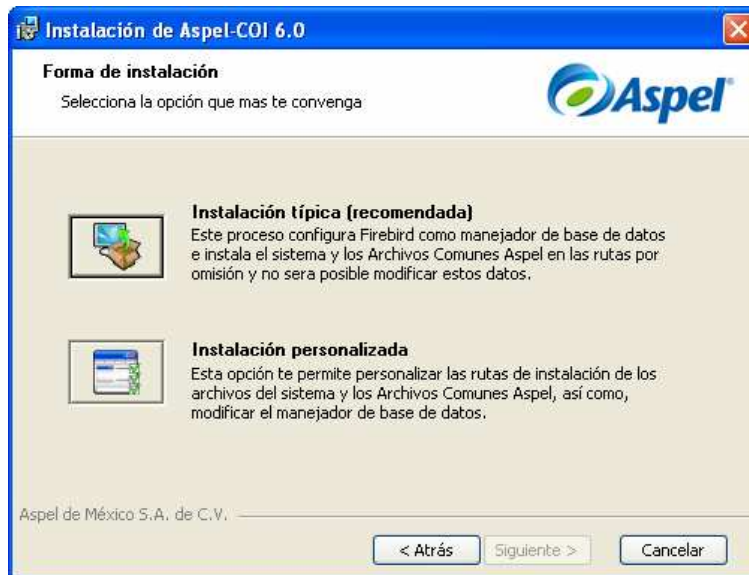 Instalación de Aspel-COI 6.0
Forma de instalación
Selecciona la opción que mas te convenga
Aspel
Instalación típica (recomendada)
Este proceso configura Firebird como manejador de base de datos
e instala el sistema y los Archivos Comunes Aspel en las rutas por
omisión y no sera posible modificar estos datos.
Instalación personalizada
Esta opción te permite personalizar las rutas de instalación de los
archivos del sistema y los Archivos Comunes Aspel, así como,
modificar el manejador de base de datos.
Aspel de México S.A. de C.V.
< Atrás Siguiente > Cancelar